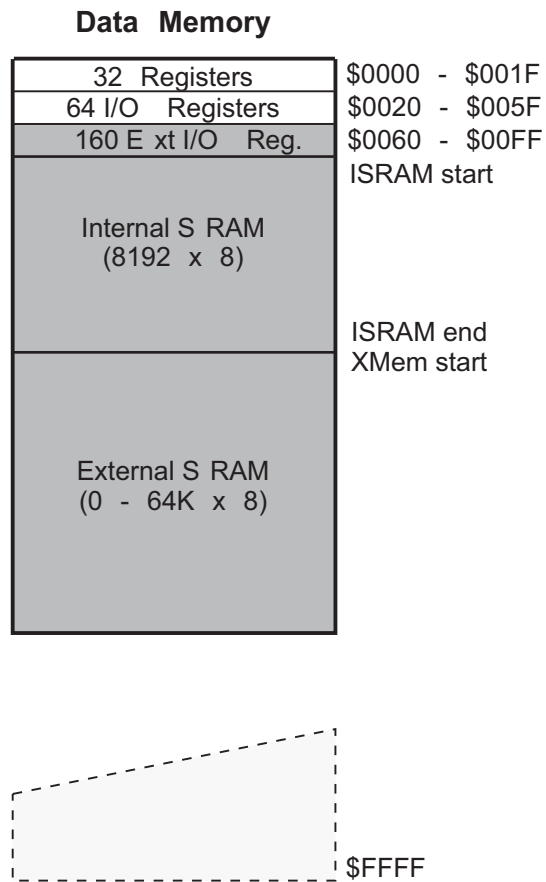 Data Memory
32 Registers
$0000 - $001F
64 I/O Registers
$0020 - $005F
160 E xt I/O Reg.
$0060 - $00FF
ISRAM start
Internal S RAM
(8192 x 8)
ISRAM end
XMem start
External S RAM
(0 - 64K x 8)
$FFFF